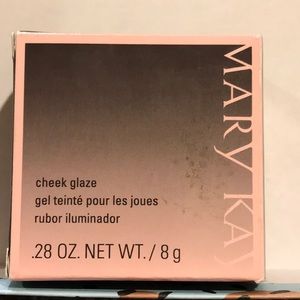 MARY KAY
cheek glaze
gel teinté pour les joues
rubor iluminador
.28 OZ. NET WT. / 8 g